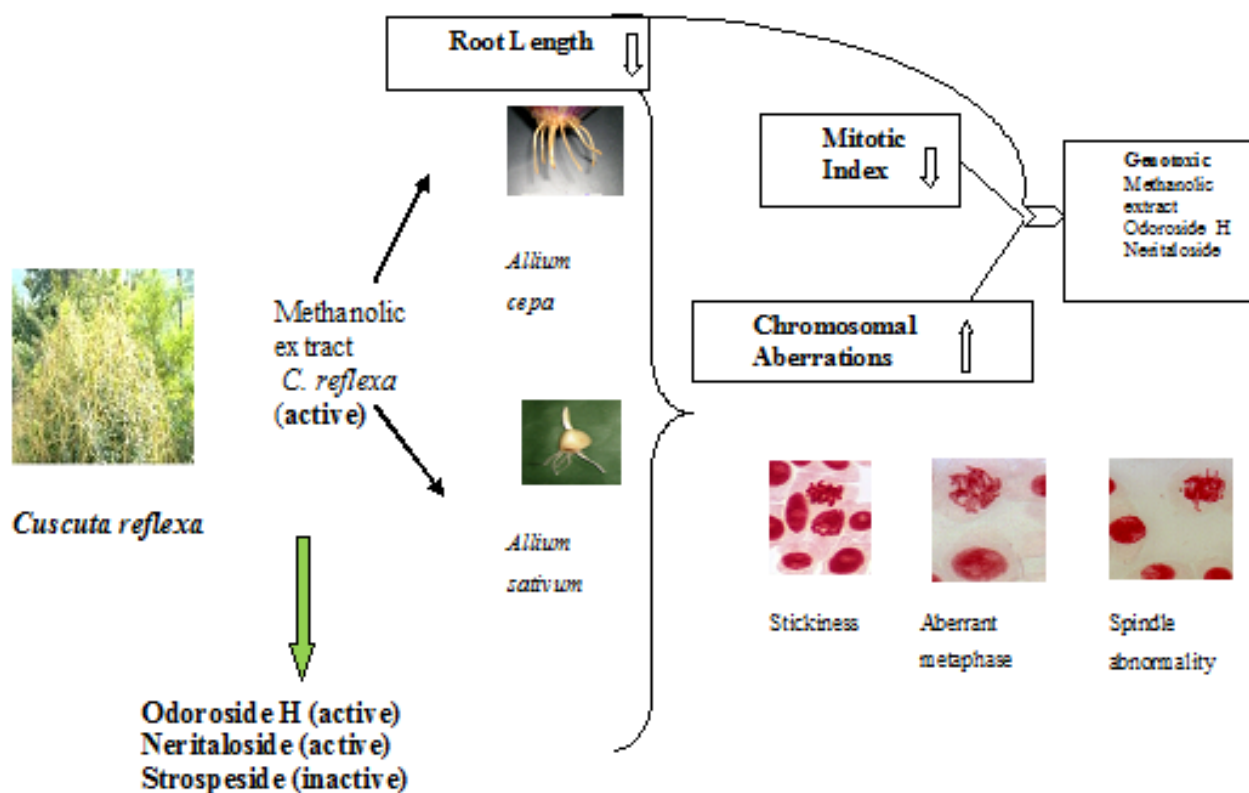 Root Length
Mitotic
Index
Genotoxic
Methanolic
extract
Odoroside H
Neritaloside
Allium
cepa
Methanolic
extract
C. reflexa
(active)
Chromosomal
Aberrations
Cuscuta reflexa
Allium
sativum
Stickiness
Aberrant
metaphase
Spindle
abnormality
Odoroside H (active)
Neritaloside (active)
Strospeside (inactive)